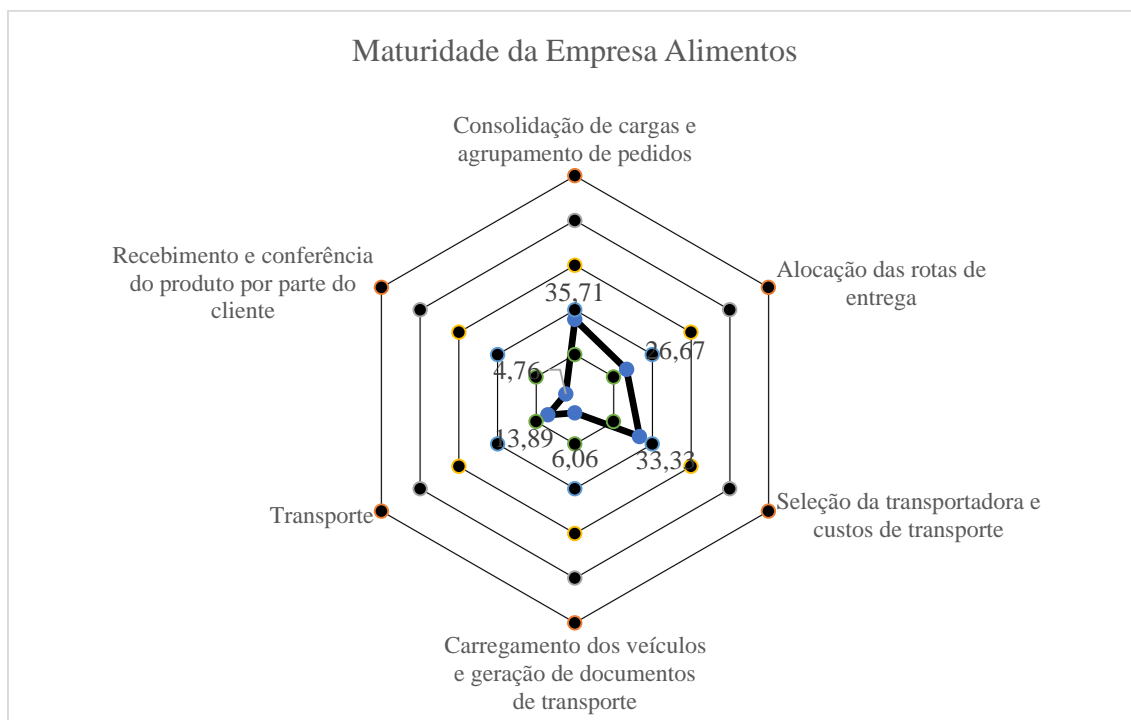 Maturidade da Empresa Alimentos
Consolidação de cargas e
agrupamento de pedidos
Recebimento e conferência
do produto por parte do
cliente
Alocação das rotas de
entrega
35,71
26,67
4,76
13,89
6,06
33,33
Transporte
Seleção da transportadora e
custos de transporte
Carregamento dos veículos
e geração de documentos
de transporte